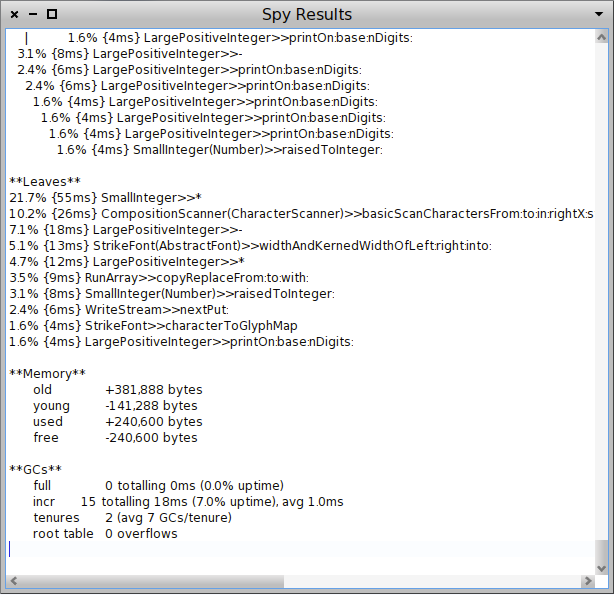 Spy Results
| 1.6% {4ms} LargePositiveInteger>>printOn:base:nDigits:
3.1% {8ms} LargePositiveInteger>>-
2.4% {6ms} LargePositiveInteger>>printOn:base:nDigits:
2.4% {6ms} LargePositiveInteger>>printOn:base:nDigits:
1.6% {4ms} LargePositiveInteger>>printOn:base:nDigits:
1.6% {4ms} LargePositiveInteger>>printOn:base:nDigits:
1.6% {4ms} LargePositiveInteger>>printOn:base:nDigits:
1.6% {4ms} SmallInteger(Number)>>raisedToInteger:
**Leaves**
21.7% {55ms} SmallInteger>>*
10.2% {26ms} CompositionScanner(CharacterScanner)>>basicScanCharactersFrom:to:in:rightX:s
7.1% {18ms} LargePositiveInteger>>-
5.1% {13ms} StrikeFont(AbstractFont)>>widthAndKernedWidthOfLeft:right:into:
4.7% {12ms} LargePositiveInteger>>*
3.5% {9ms} RunArray>>copyReplaceFrom:to:with:
3.1% {8ms} SmallInteger(Number)>>raisedToInteger:
2.4% {6ms} WriteStream>>nextPut:
1.6% {4ms} StrikeFont>>characterToGlyphMap
1.6% {4ms} LargePositiveInteger>>printOn:base:nDigits:
**Memory**
old +381,888 bytes
young -141,288 bytes
used +240,600 bytes
free -240,600 bytes
**GCs**
full 0 totalling 0ms (0.0% uptime)
incr 15 totalling 18ms (7.0% uptime), avg 1.0ms
tenures 2 (avg 7 GCs/tenure)
root table 0 overflows